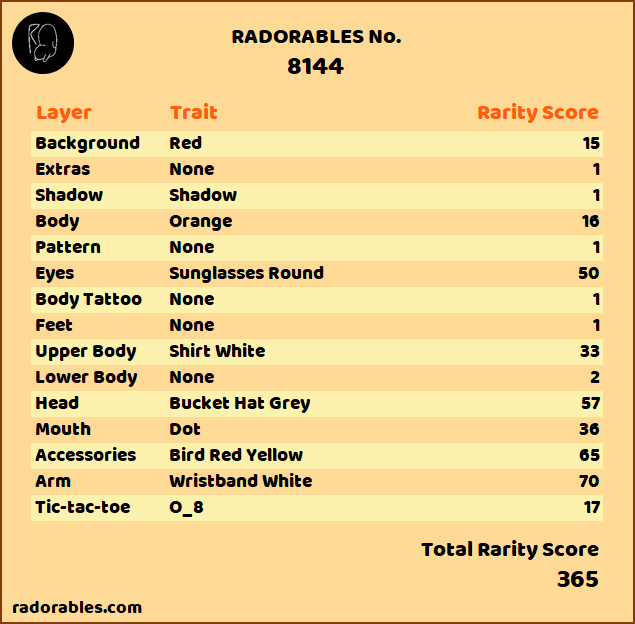 RADORABLES No.
8144
Layer Trait Rarity Score
Background Red 15
Extras None 1
Shadow Shadow 1
Body Orange 16
Pattern None 1
Eyes Sunglasses Round 50
Body Tattoo None 1
Feet None 1
Upper Body Shirt White 33
Lower Body None 2
Head Bucket Hat Grey 57
Mouth Dot 36
Accessories Bird Red Yellow 65
Arm Wristband White 70
Tic-tac-toe O_8 17
Total Rarity Score
365
radorables.com